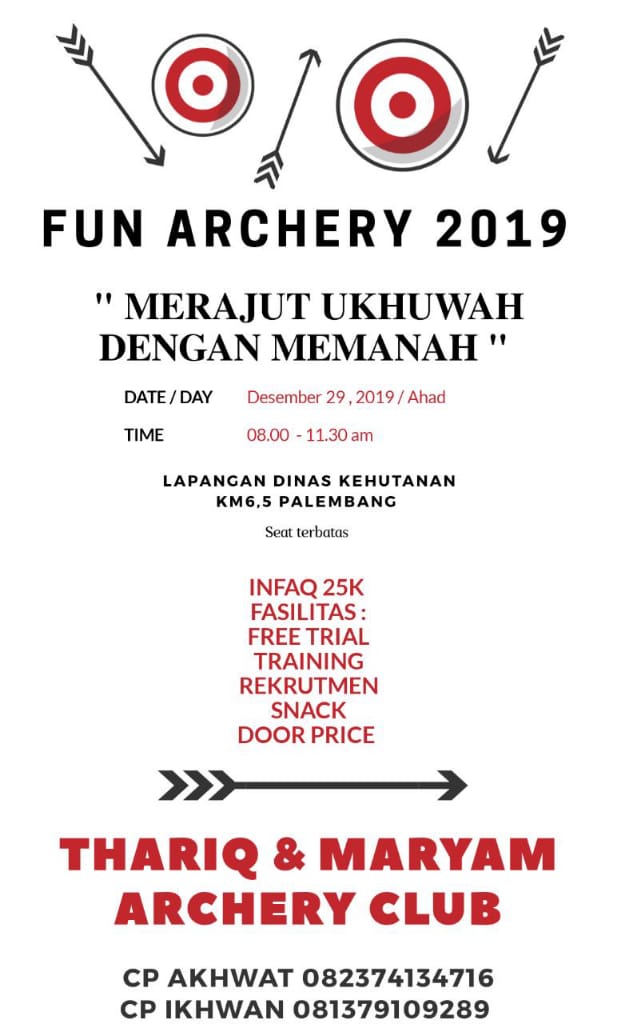 FUN ARCHERY 2019
" MERAJUT UKHUWAH
DENGAN MEMANAH "
DATE / DAY Desember 29 , 2019 / Ahad
TIME 08.00 - 11.30 am
LAPANGAN DINAS KEHUTANAN
KM6,5 PALEMBANG
Seat terbatas
INFAQ 25K
FASILITAS :
FREE TRIAL
TRAINING
REKRUTMEN
SNACK
DOOR PRICE
THARIQ & MARYAM
ARCHERY CLUB
CP AKHWAT 082374134716
CP IKHWAN 081379109289